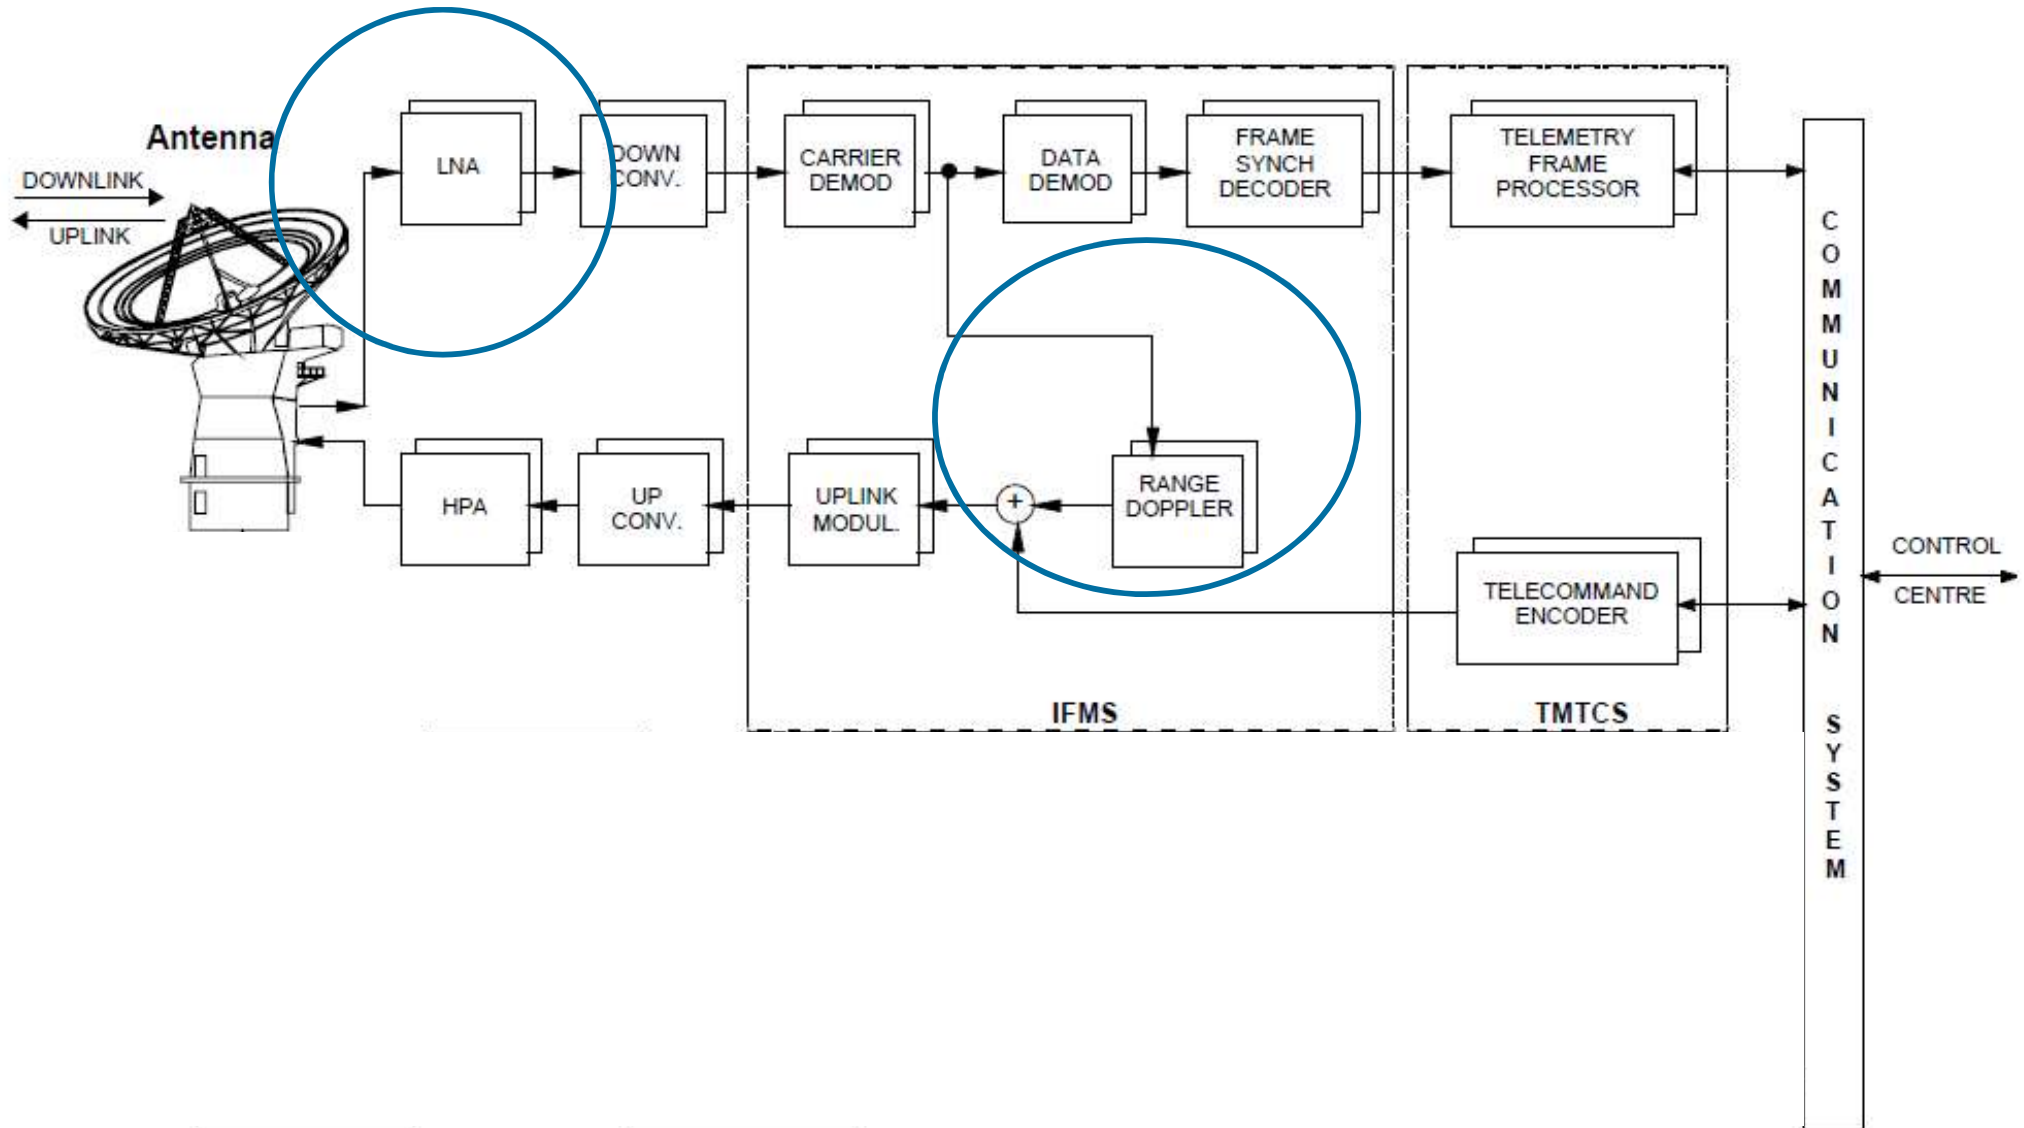 Antenna
DOWNLINK
UPLINK
LNA
DOWN
CONV.
CARRIER
DEMOD
DATA
DEMOD
FRAME
SYNCH
DECODER
TELEMETRY
FRAME
PROCESSOR
HPA
UP
CONV.
UPLINK
MODUL.
+
RANGE
DOPPLER
TELECOMMAND
ENCODER
IFMS
TMTCS
COMMUNICATION SYSTEM
CONTROL
CENTRE